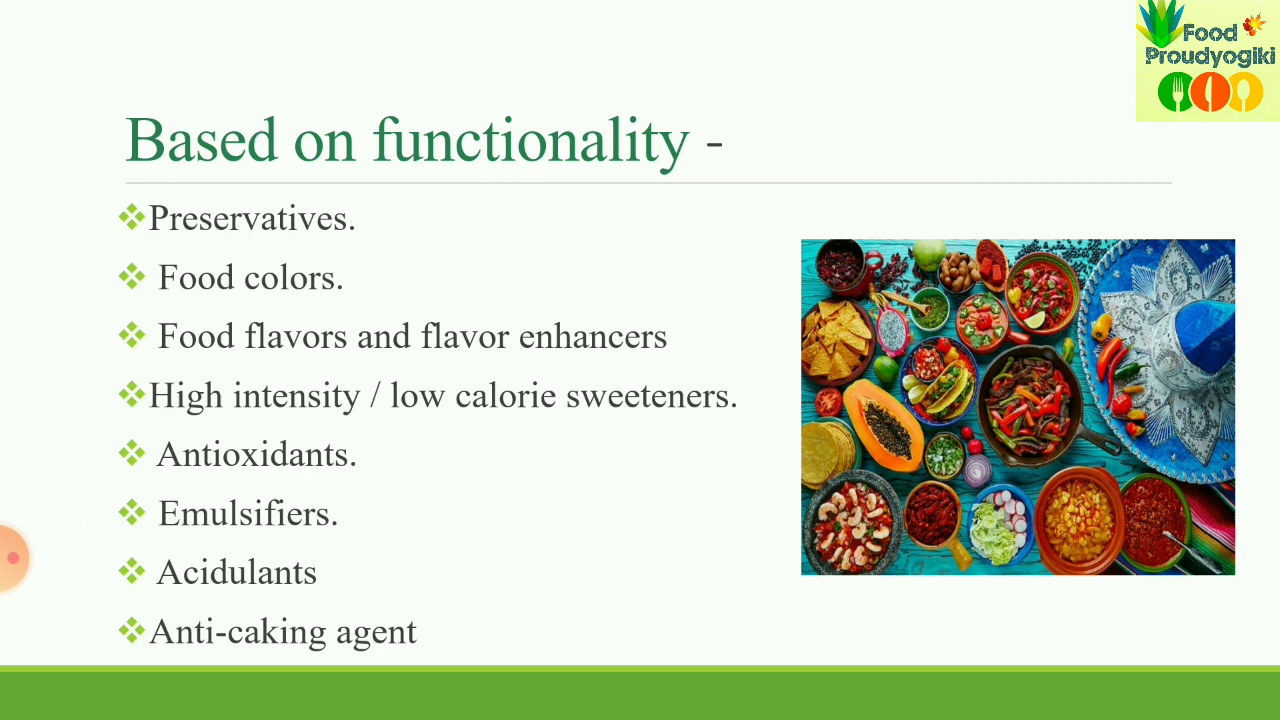 Food
Proudyogiki
Based on functionality -
Preservatives.
Food colors.
Food flavors and flavor enhancers
High intensity / low calorie sweeteners.
Antioxidants.
Emulsifiers.
Acidulants
Anti-caking agent